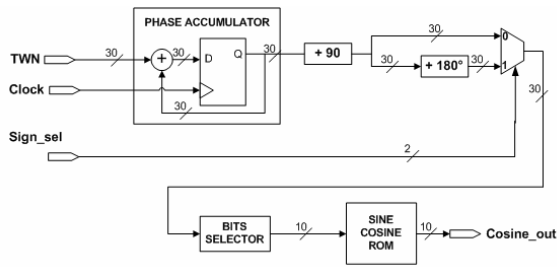 PHASE ACCUMULATOR
TWN
30
+
30
D
Q
30
+ 90
30
0
30
+ 180°
30
1
Clock
30
Sign_sel
2
30
BITS
SELECTOR
10
SINE
COSINE
ROM
10
Cosine_out